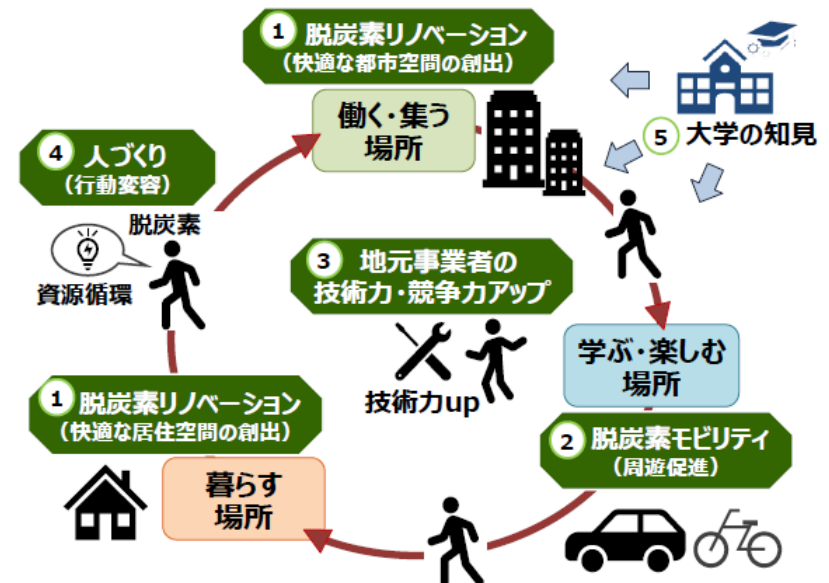 1 脱炭素リノベーション
(快適な都市空間の創出)
働く・集う
場所
5 大学の知見
4 人づくり
(行動変容)
脱炭素
資源循環
3 地元事業者の
技術力・競争力アップ
技術力up
学ぶ・楽しむ
場所
1 脱炭素リノベーション
(快適な居住空間の創出)
2 脱炭素モビリティ
(周遊促進)
暮らす
場所